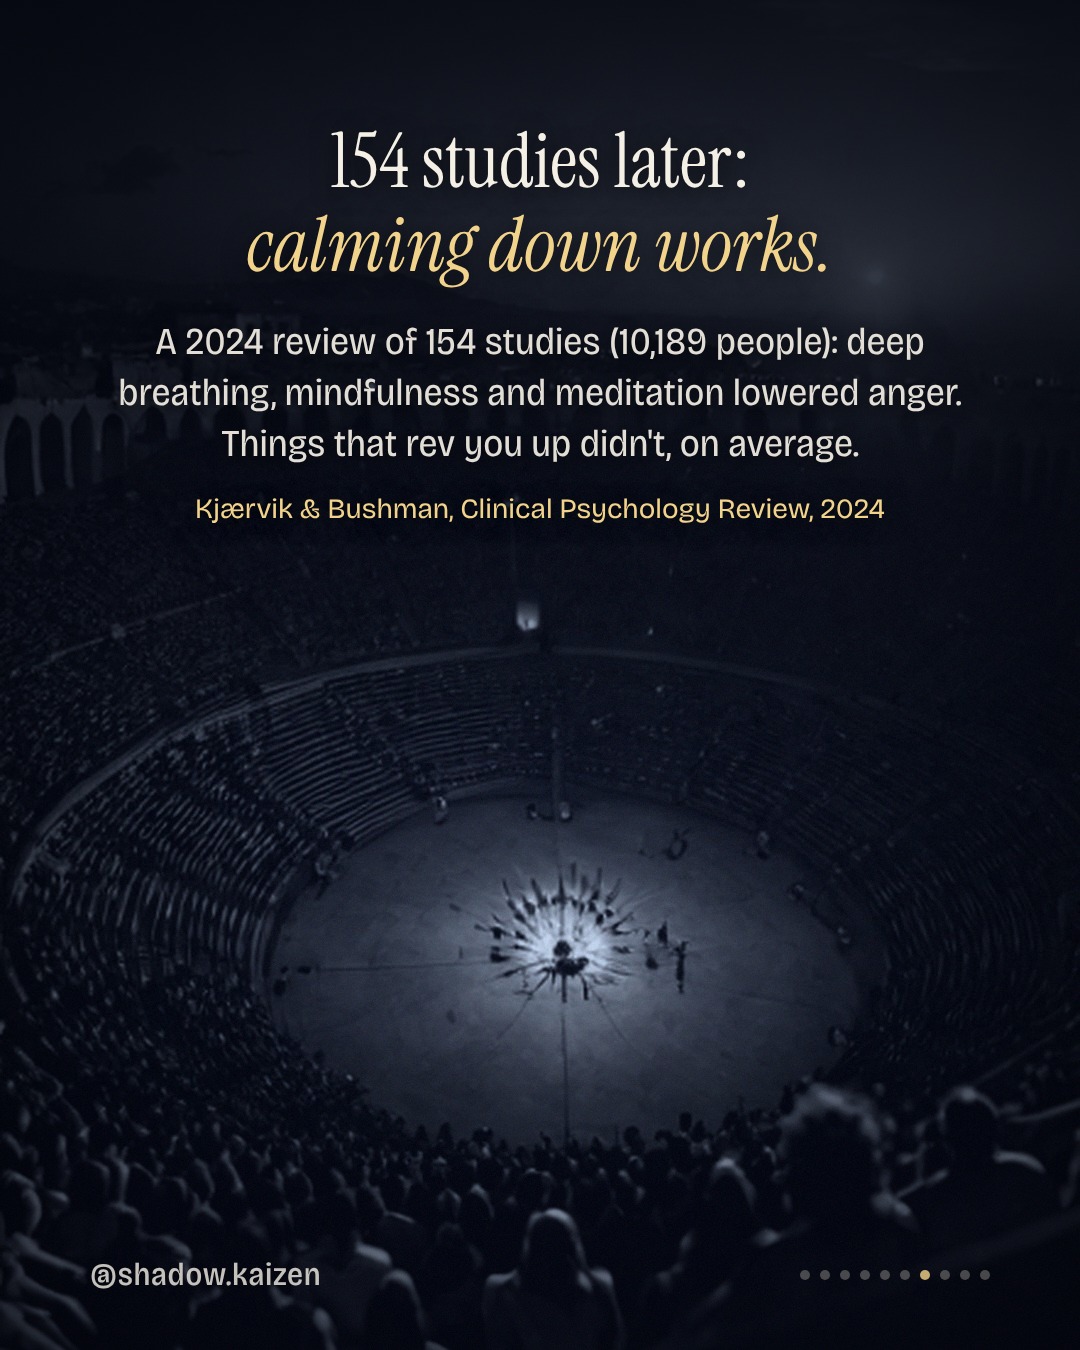 154 studies later:
calming down works.
A 2024 review of 154 studies (10,189 people): deep
breathing, mindfulness and meditation lowered anger.
Things that rev you up didn't, on average.
Kjærvik & Bushman, Clinical Psychology Review, 2024
@shadow.kaizen